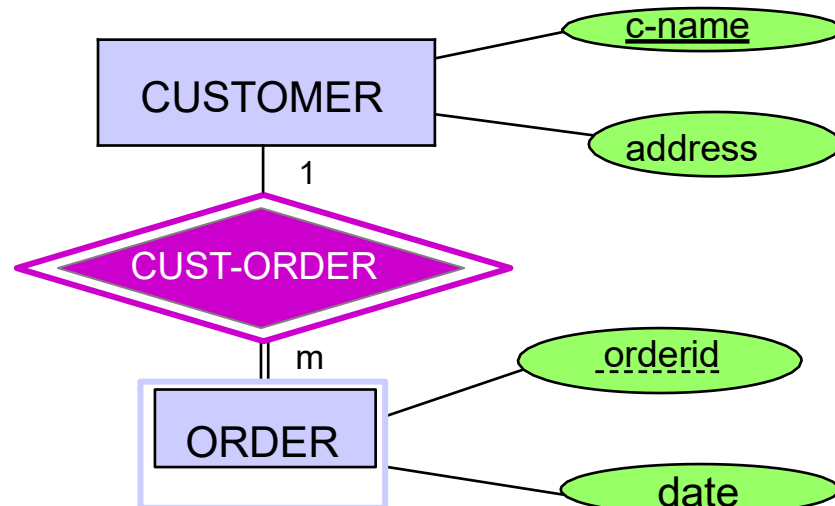 c-name
CUSTOMER
address
1
CUST-ORDER
m
orderid
ORDER
date